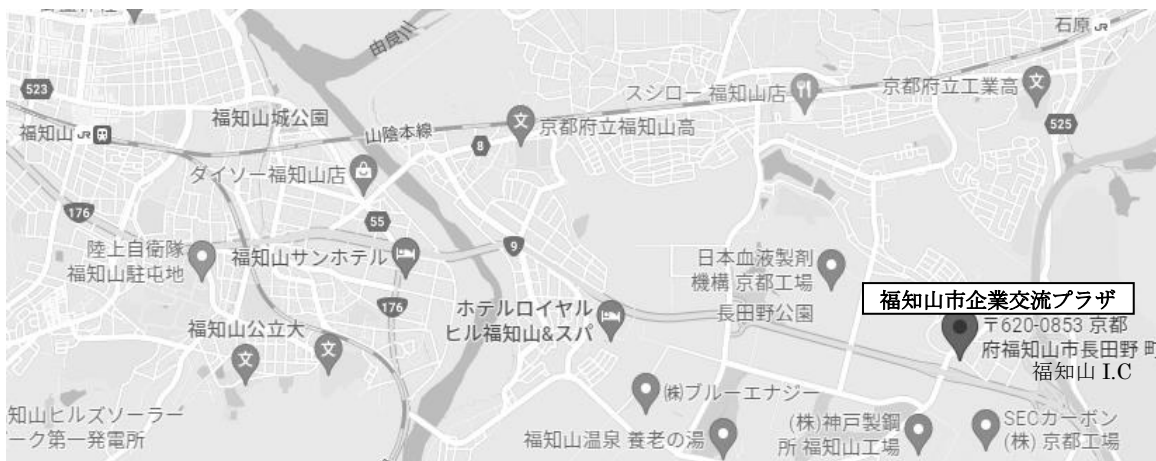 石原
由良川
523
スシロー 福知山店
京都府立工業高
福知山城公園
525
福知山
山陰本線
8
京都府立福知山高
ダイソー福知山店
176
55
陸上自衛隊
福知山駐屯地
福知山サンホテル
9
日本血液製剤
機構 京都工場
福知山市企業交流プラザ
176
ホテルロイヤル
ヒル福知山&スパ
長田野公園
〒620-0853 京都
府福知山市長田野 町
福知山 I.C
福知山公立大
(株)ブルーエナジー
知山ヒルズソーラー
ーク第一発電所
福知山温泉 養老の湯
(株)神戸製鋼
所 福知山工場
SECカーボン
(株) 京都工場